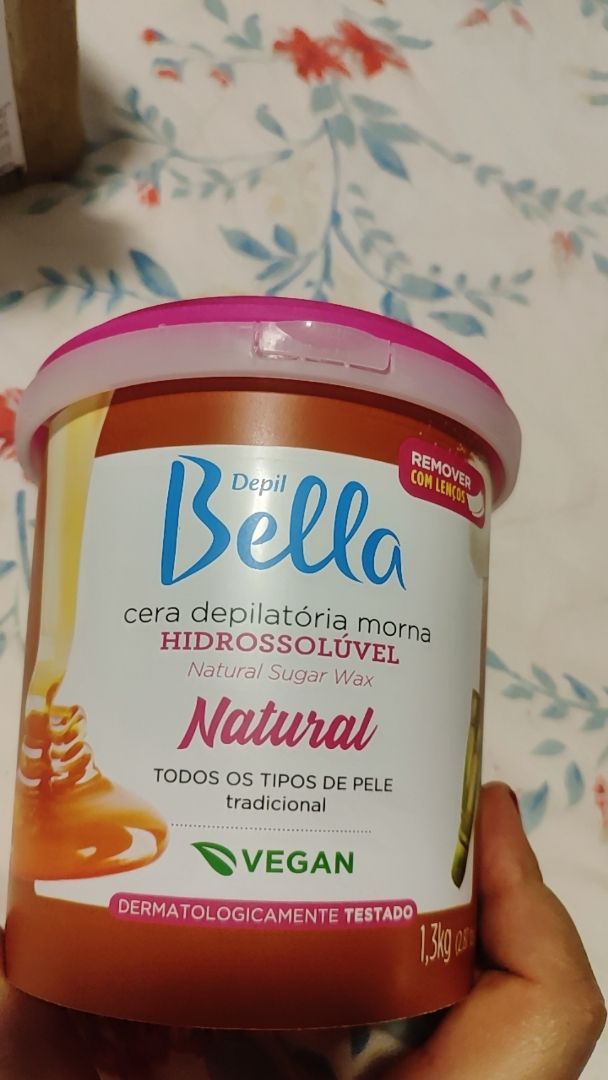 REMOVER
COM LENÇOS
Depil
Bella
cera depilatória morna
HIDROSSOLÚVEL
Natural Sugar Wax
Natural
TODOS OS TIPOS DE PELE
tradicional
VEGAN
DERMATOLOGICAMENTE TESTADO
1,3kg